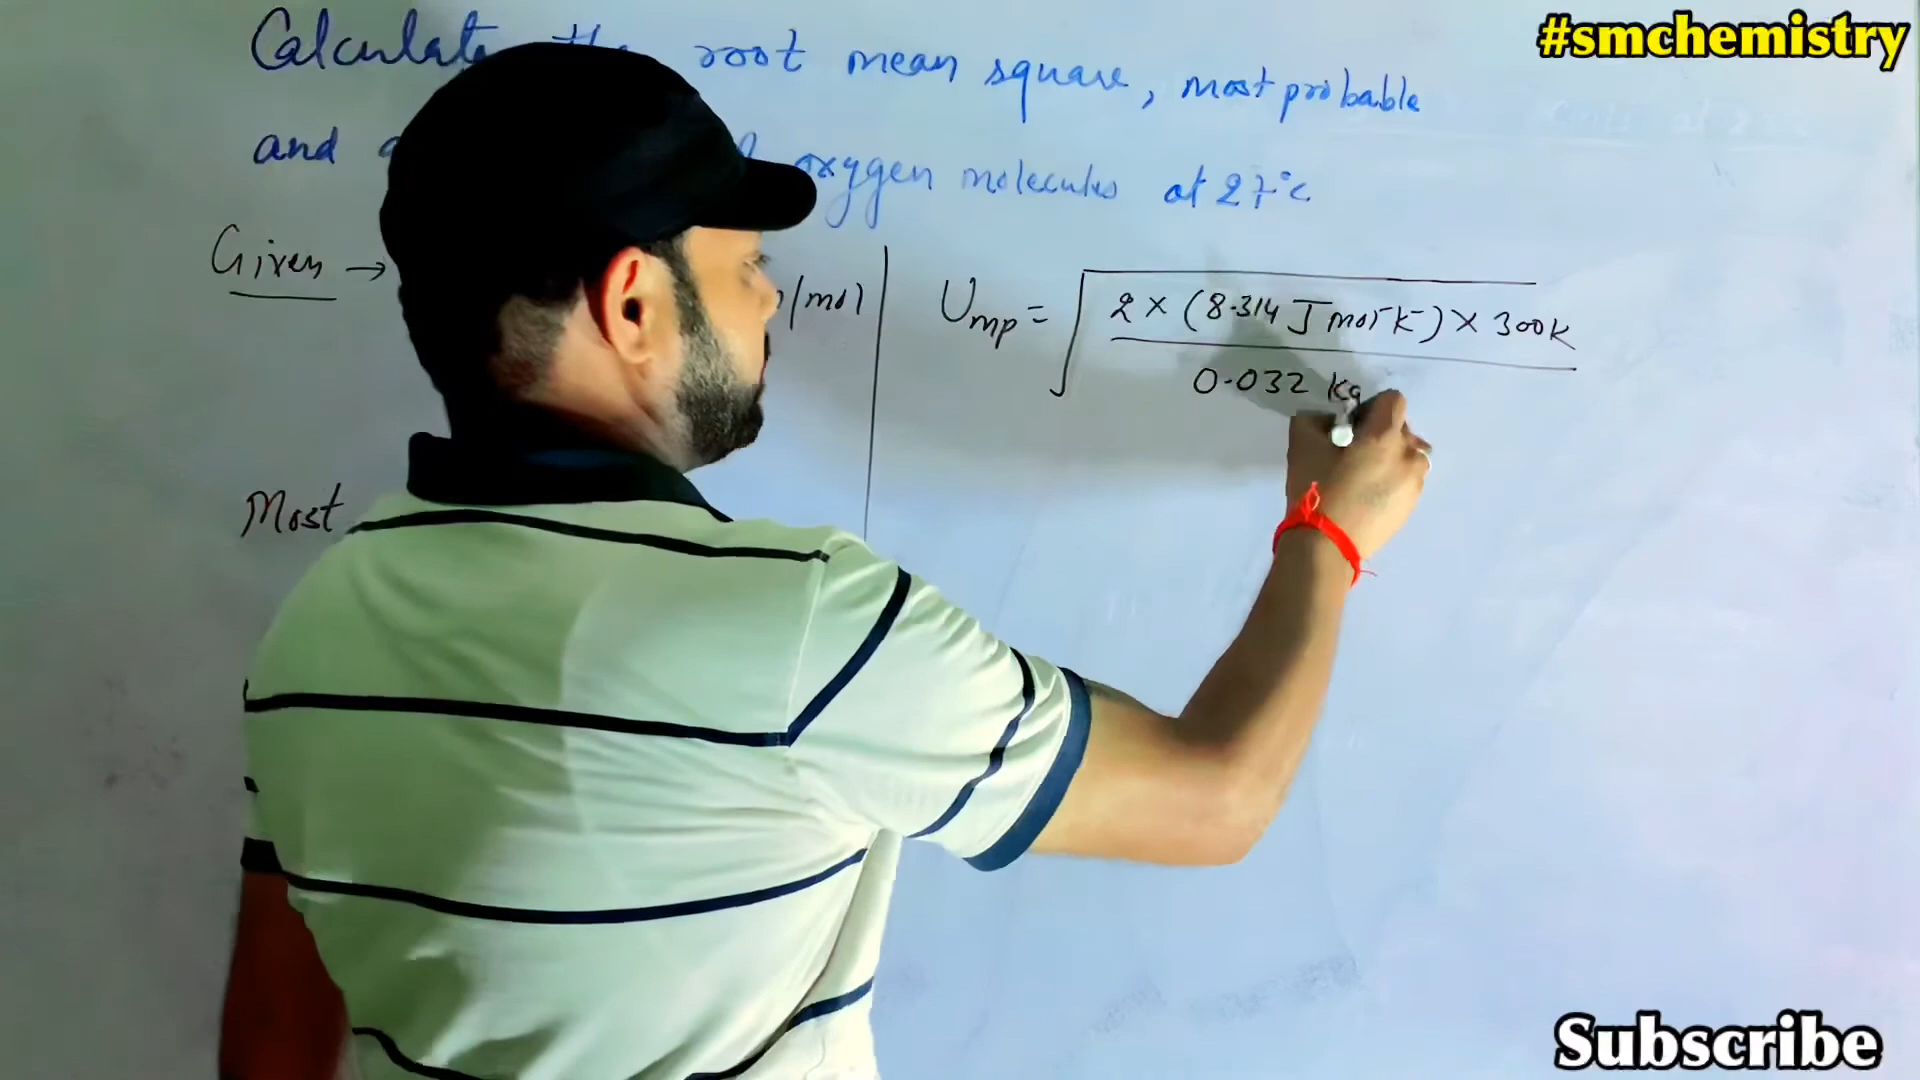 #smchemistry
Calculate the root mean square, most probable
and oxygen molecules at 27°C
Given →
/mol
Ump = √ 2 × (8.314 J mol⁻ K⁻) × 300K
0.032 kg
Most
Subscribe